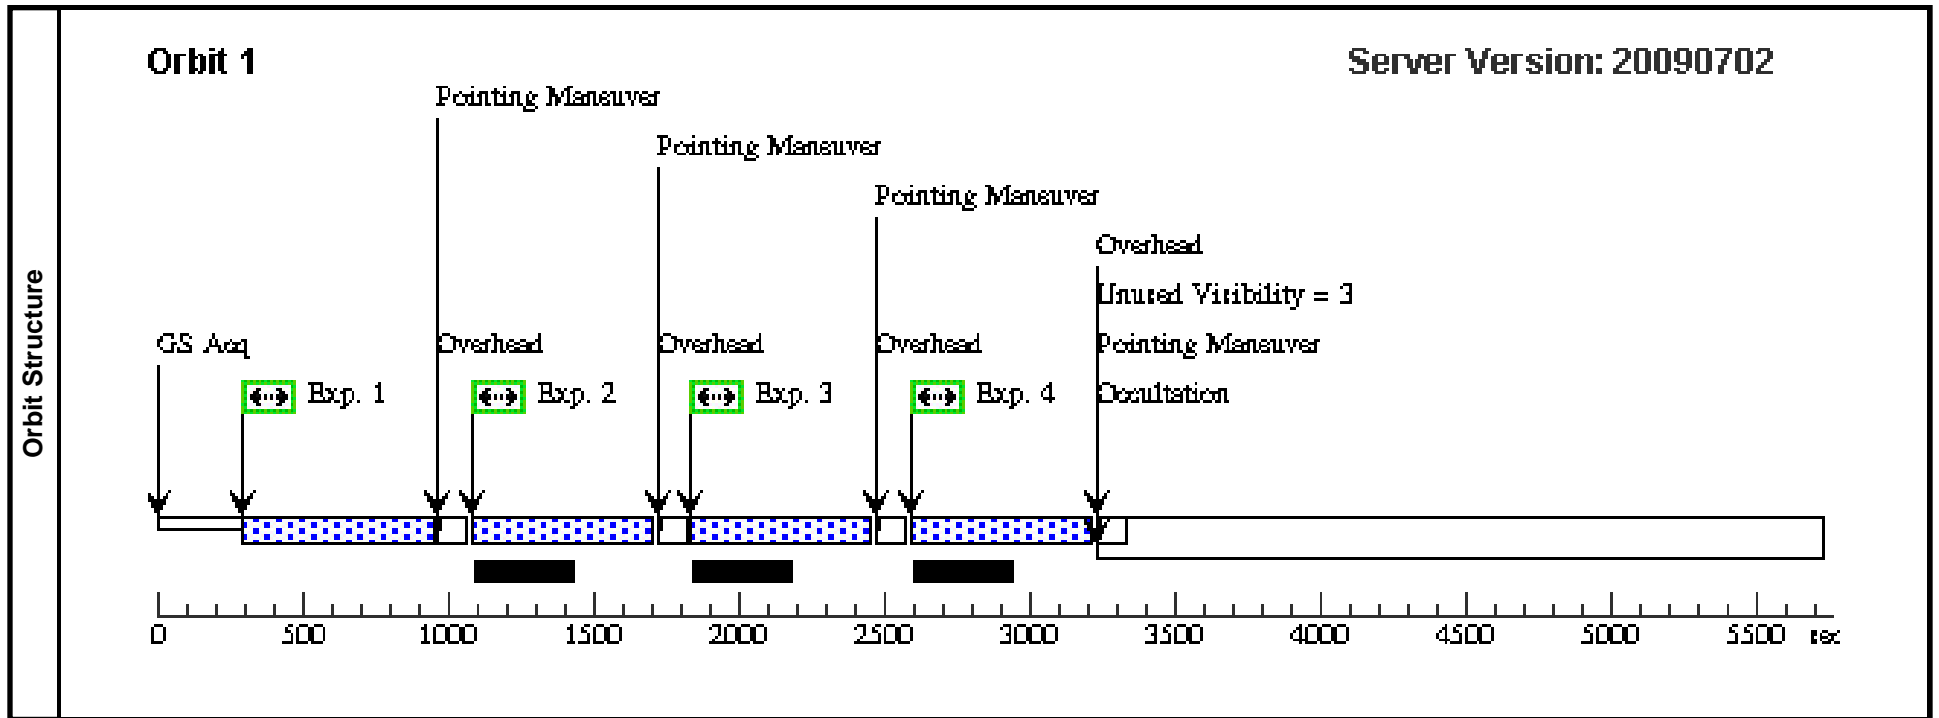 Orbit Structure
Orbit 1
Server Version: 20090702
Pointing Maneuver
Pointing Maneuver
Pointing Maneuver
Overhead
Unused Visibility = 3
GS Acq
Overhead
Overhead
Overhead
Pointing Maneuver
Exp. 1
Exp. 2
Exp. 3
Exp. 4
Occultation
0 500 1000 1500 2000 2500 3000 3500 4000 4500 5000 5500 sec